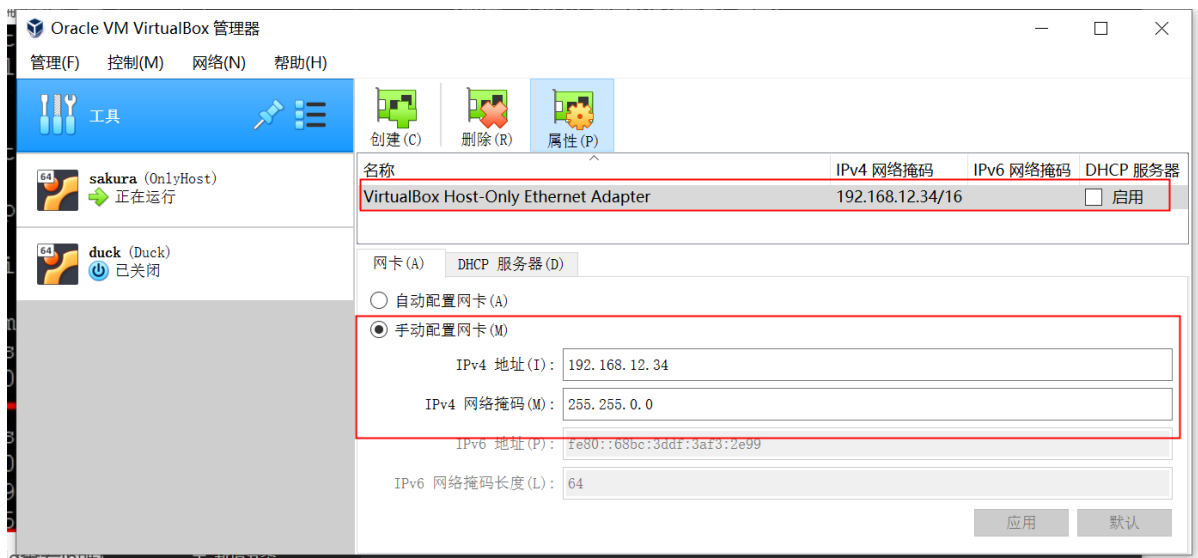 Oracle VM VirtualBox 管理器
管理(F) 控制(M) 网络(N) 帮助(H)
工具
创建(C) 删除(R) 属性(P)
64 sakura (OnlyHost)
正在运行
64 duck (Duck)
已关闭
名称 IPv4 网络掩码 IPv6 网络掩码 DHCP 服务器
VirtualBox Host-Only Ethernet Adapter 192.168.12.34/16 启用
网卡(A) DHCP 服务器(D)
自动配置网卡(A)
手动配置网卡(M)
IPv4 地址(I): 192.168.12.34
IPv4 网络掩码(M): 255.255.0.0
IPv6 地址(P): fe80::68bc:3ddf:3af3:2e99
IPv6 网络掩码长度(L): 64
应用 默认